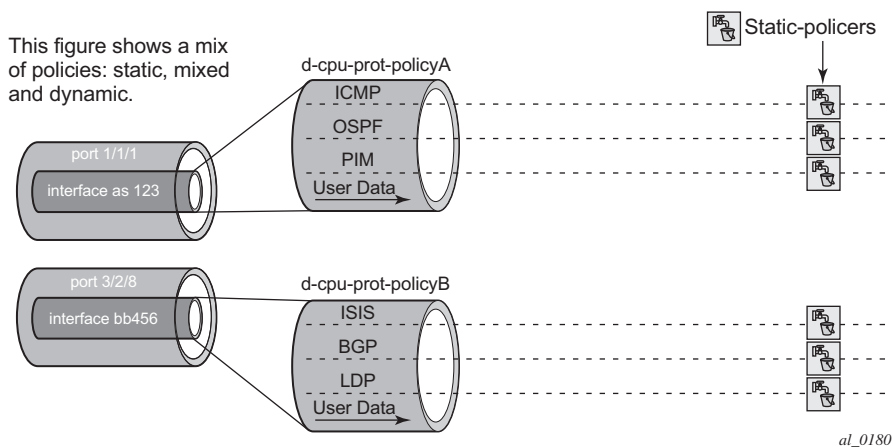 Static-policers
This figure shows a mix
of policies: static, mixed
and dynamic.
d-cpu-prot-policyA
ICMP
OSPF
PIM
User Data
port 1/1/1
interface as 123
port 3/2/8
interface bb456
d-cpu-prot-policyB
ISIS
BGP
LDP
User Data
al_0180